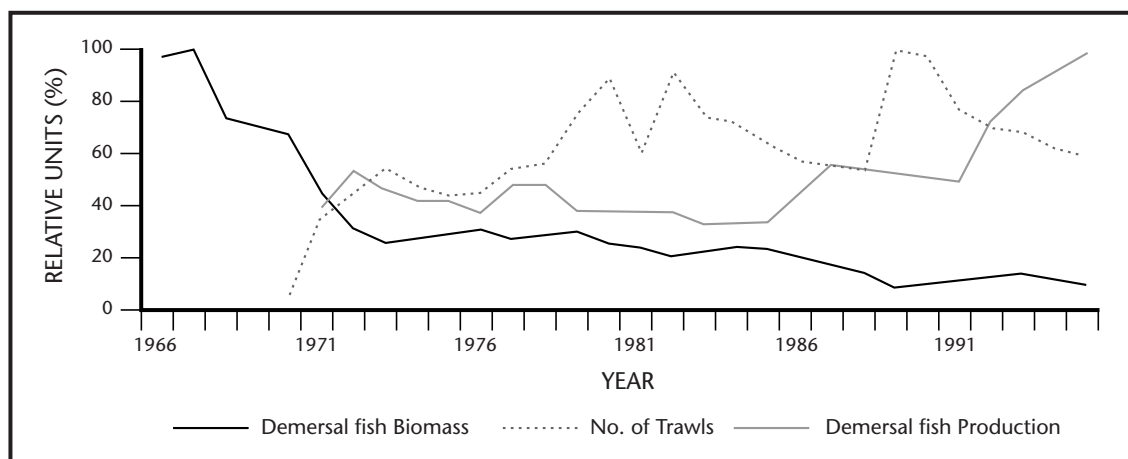 RELATIVE UNITS (%)
100
80
60
40
20
0
1966 1971 1976 1981 1986 1991
YEAR
Demersal fish Biomass No. of Trawls Demersal fish Production